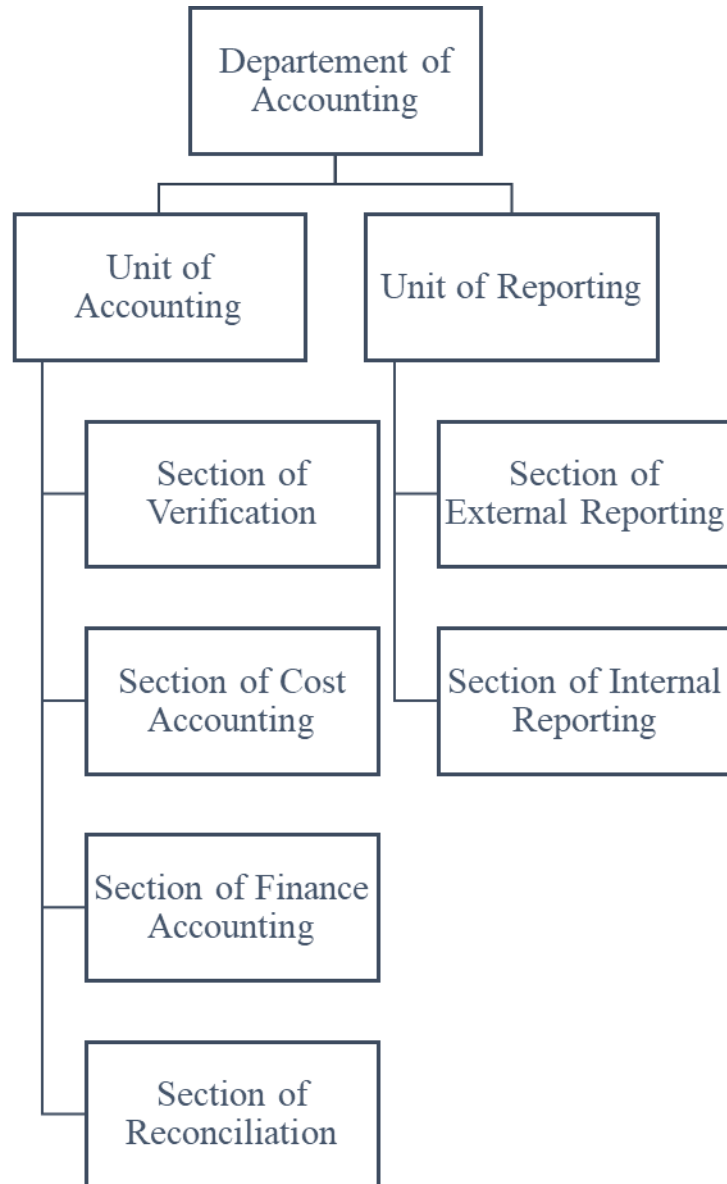 Departement of
Accounting
Unit of
Accounting
Unit of Reporting
Section of
Verification
Section of
External Reporting
Section of Cost
Accounting
Section of Internal
Reporting
Section of Finance
Accounting
Section of
Reconciliation